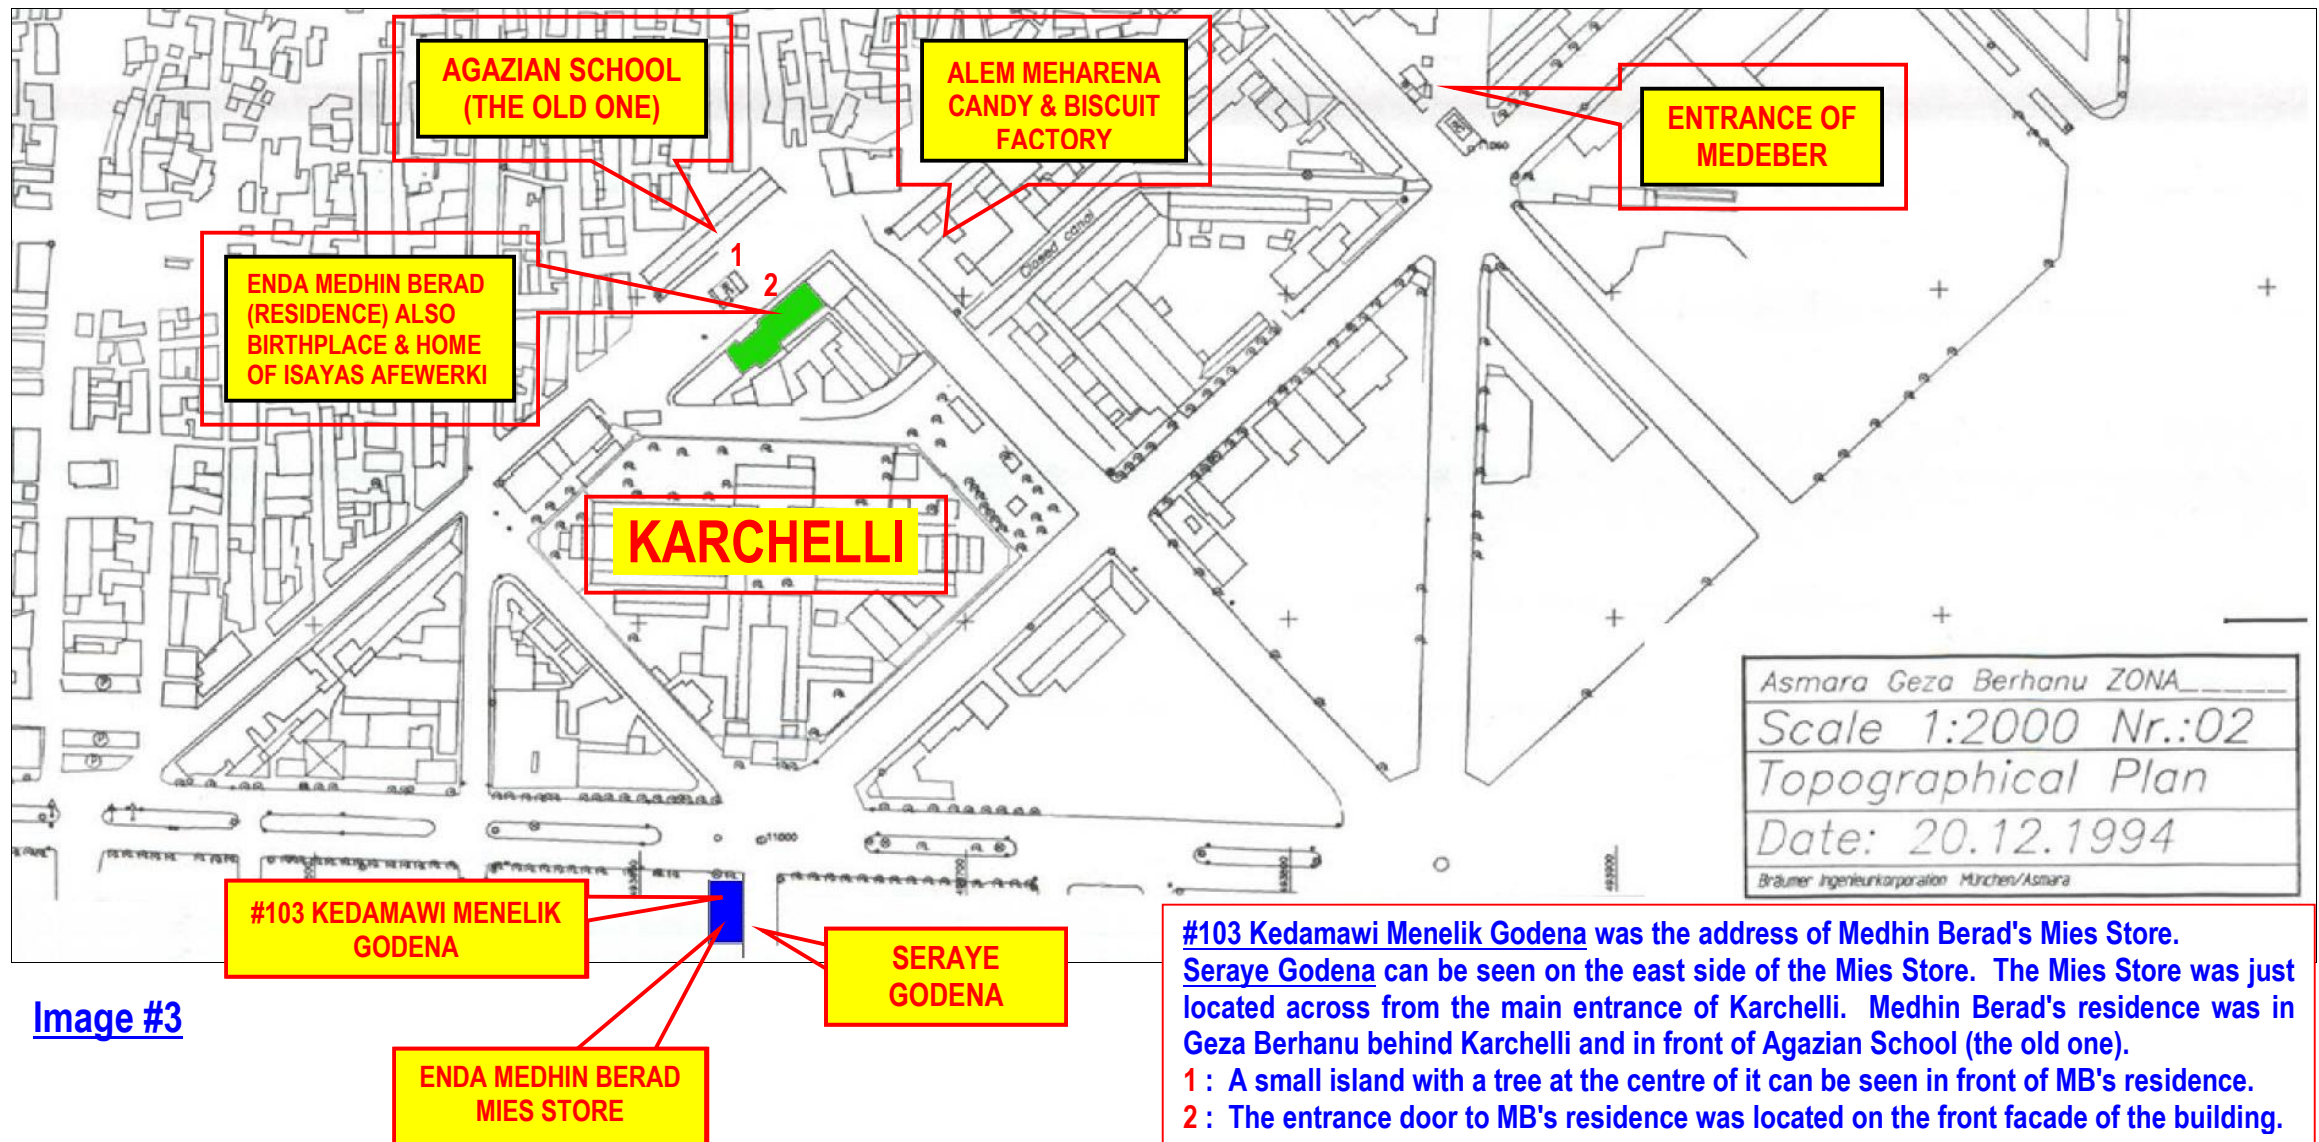 AGAZIAN SCHOOL
(THE OLD ONE)
ALEM MEHARENA
CANDY & BISCUIT
FACTORY
ENTRANCE OF
MEDEBER
11060
1
2
Closed canal
ENDA MEDHIN BERAD
(RESIDENCE) ALSO
BIRTHPLACE & HOME
OF ISAYAS AFEWERKI
KARCHELLI
Asmara Geza Berhanu ZONA_____
Scale 1:2000 Nr.:02
Topographical Plan
Date: 20.12.1994
Bräumer Ingenieurkorporation München/Asmara
P
P
P
11000
#103 KEDAMAWI MENELIK
GODENA
SERAYE
GODENA
ENDA MEDHIN BERAD
MIES STORE
Image #3
#103 Kedamawi Menelik Godena was the address of Medhin Berad's Mies Store.
Seraye Godena can be seen on the east side of the Mies Store. The Mies Store was just
located across from the main entrance of Karchelli. Medhin Berad's residence was in
Geza Berhanu behind Karchelli and in front of Agazian School (the old one).
1 : A small island with a tree at the centre of it can be seen in front of MB's residence.
2 : The entrance door to MB's residence was located on the front facade of the building.